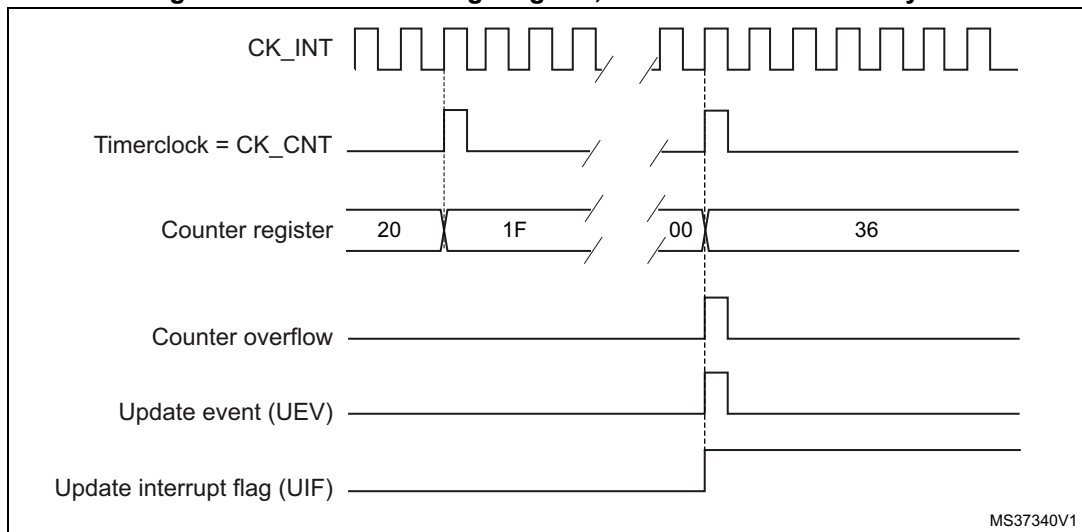 CK_INT
Timerclock = CK_CNT
Counter register 20 1F 00 36
Counter overflow
Update event (UEV)
Update interrupt flag (UIF)
MS37340V1